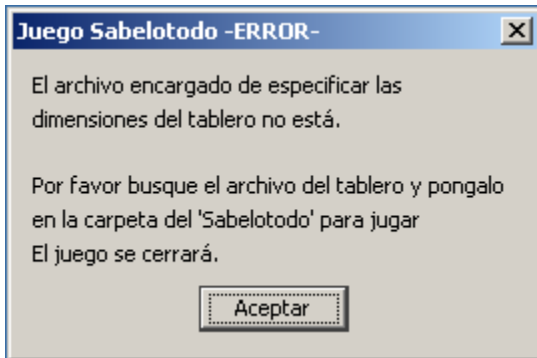 Juego Sabelotodo -ERROR-
El archivo encargado de especificar las
dimensiones del tablero no está.
Por favor busque el archivo del tablero y pongalo
en la carpeta del 'Sabelotodo' para jugar
El juego se cerrará.
Aceptar